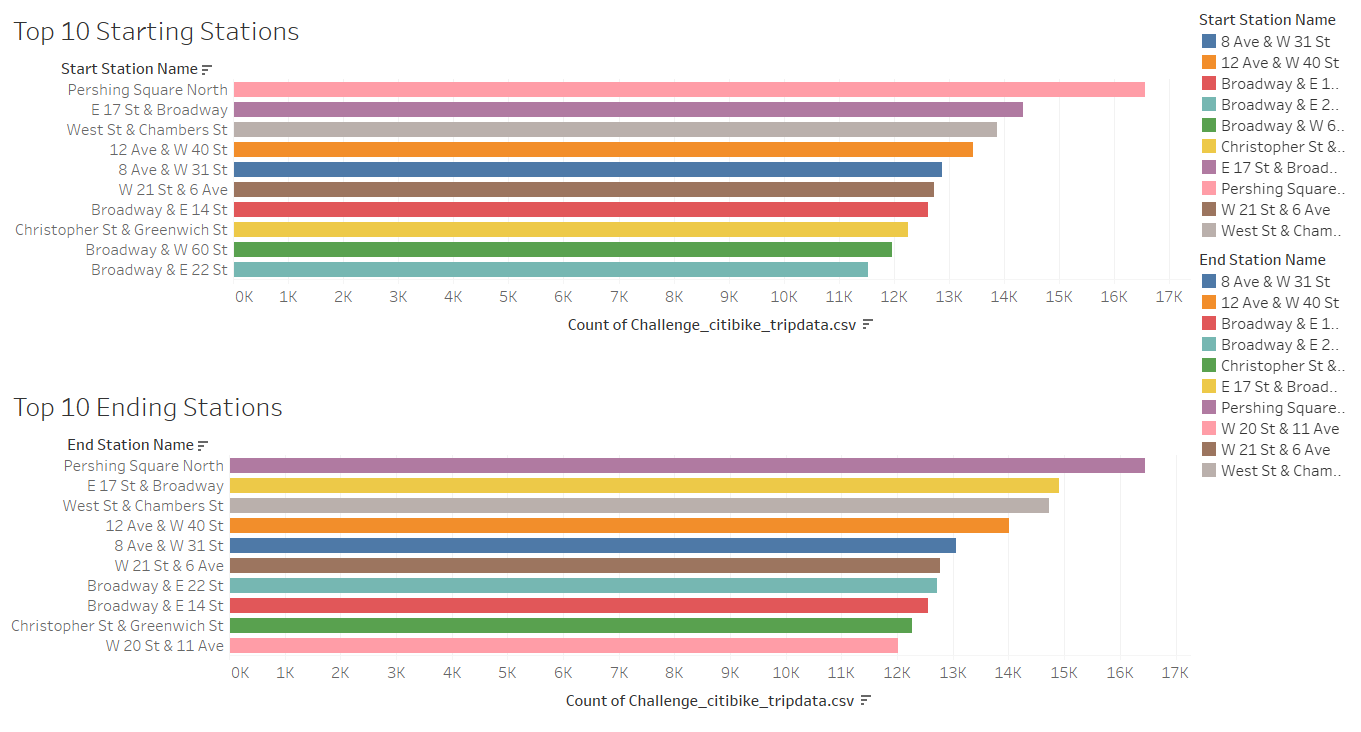 Top 10 Starting Stations
Start Station Name
Pershing Square North
E 17 St & Broadway
West St & Chambers St
12 Ave & W 40 St
8 Ave & W 31 St
W 21 St & 6 Ave
Broadway & E 14 St
Christopher St & Greenwich St
Broadway & W 60 St
Broadway & E 22 St
0K 1K 2K 3K 4K 5K 6K 7K 8K 9K 10K 11K 12K 13K 14K 15K 16K 17K
Count of Challenge_citibike_tripdata.csv
Top 10 Ending Stations
End Station Name
Pershing Square North
E 17 St & Broadway
West St & Chambers St
12 Ave & W 40 St
8 Ave & W 31 St
W 21 St & 6 Ave
Broadway & E 22 St
Broadway & E 14 St
Christopher St & Greenwich St
W 20 St & 11 Ave
0K 1K 2K 3K 4K 5K 6K 7K 8K 9K 10K 11K 12K 13K 14K 15K 16K 17K
Count of Challenge_citibike_tripdata.csv
Start Station Name
8 Ave & W 31 St
12 Ave & W 40 St
Broadway & E 1..
Broadway & E 2..
Broadway & W 6..
Christopher St &..
E 17 St & Broad..
Pershing Square..
W 21 St & 6 Ave
West St & Cham..
End Station Name
8 Ave & W 31 St
12 Ave & W 40 St
Broadway & E 1..
Broadway & E 2..
Christopher St &..
E 17 St & Broad..
Pershing Square..
W 20 St & 11 Ave
W 21 St & 6 Ave
West St & Cham..